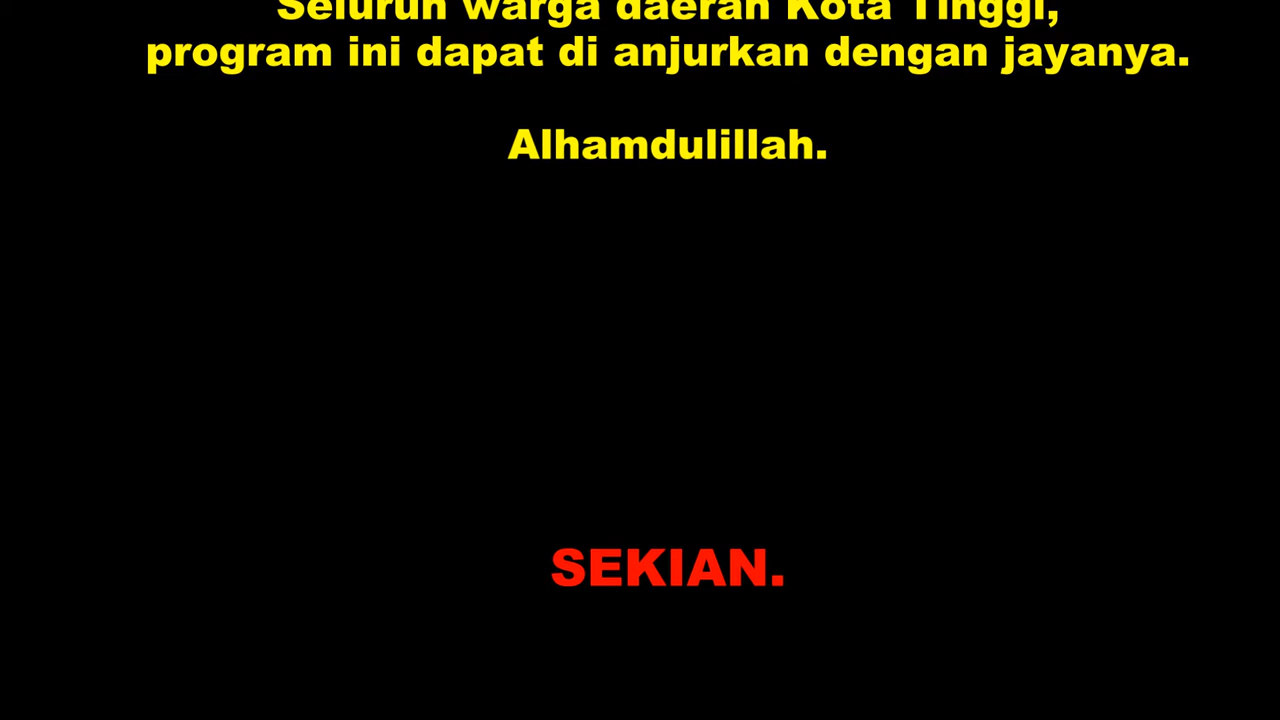 Seluruh warga daerah Kota Tinggi,
program ini dapat di anjurkan dengan jayanya.
Alhamdulillah.
SEKIAN.